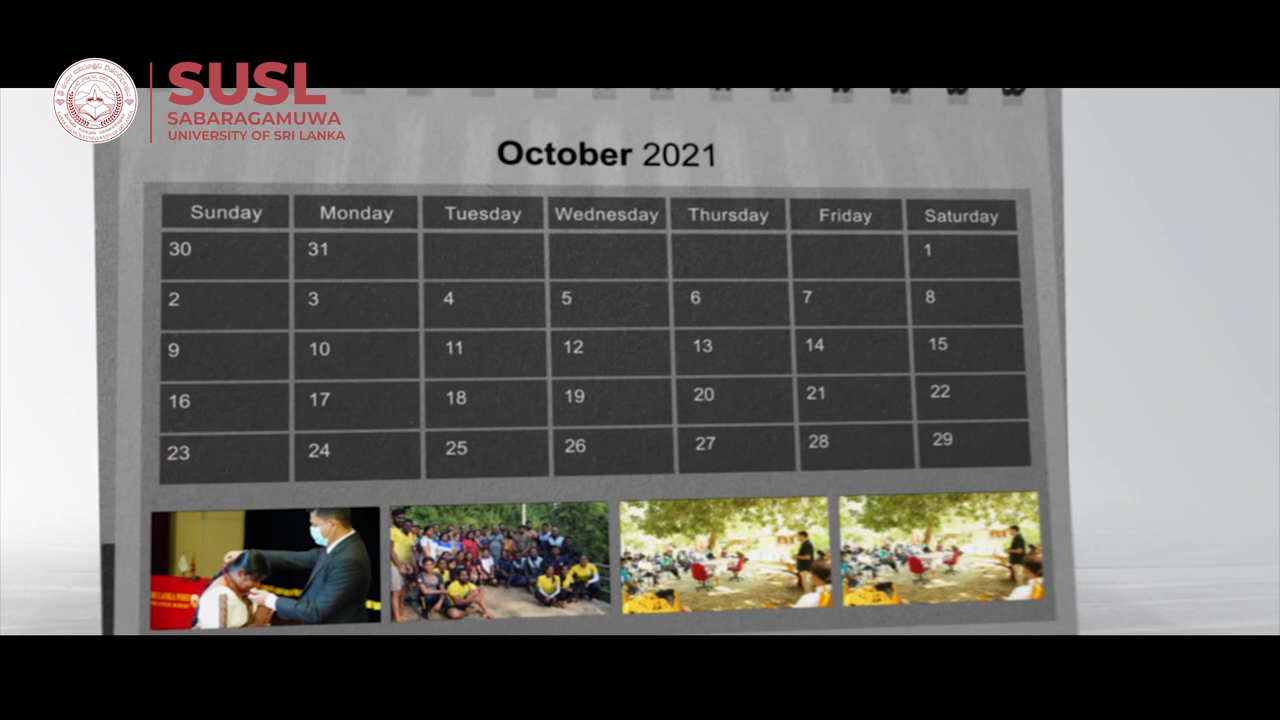 SUSL
SABARAGAMUWA
UNIVERSITY OF SRI LANKA
October 2021
Sunday Monday Tuesday Wednesday Thursday Friday Saturday
30 31 1
2 3 4 5 6 7 8
9 10 11 12 13 14 15
16 17 18 19 20 21 22
23 24 25 26 27 28 29